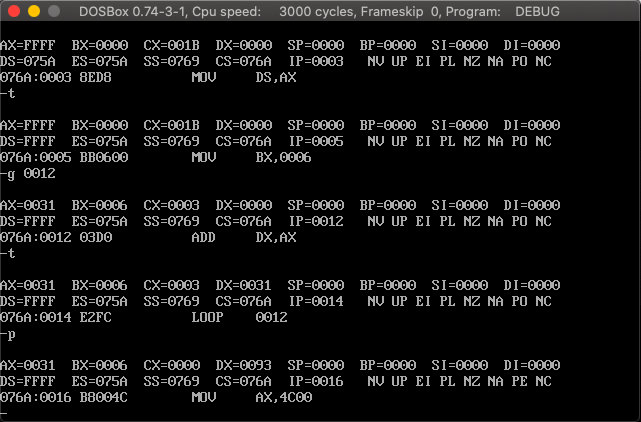 DOSBox 0.74-3-1, Cpu speed: 3000 cycles, Frameskip 0, Program: DEBUG
AX=FFFF BX=0000 CX=001B DX=0000 SP=0000 BP=0000 SI=0000 DI=0000
DS=075A ES=075A SS=0769 CS=076A IP=0003 NV UP EI PL NZ NA PO NC
076A:0003 8ED8 MOV DS,AX
-t
AX=FFFF BX=0000 CX=001B DX=0000 SP=0000 BP=0000 SI=0000 DI=0000
DS=FFFF ES=075A SS=0769 CS=076A IP=0005 NV UP EI PL NZ NA PO NC
076A:0005 BB0600 MOV BX,0006
-g 0012
AX=0031 BX=0006 CX=0003 DX=0000 SP=0000 BP=0000 SI=0000 DI=0000
DS=FFFF ES=075A SS=0769 CS=076A IP=0012 NV UP EI PL NZ NA PO NC
076A:0012 03D0 ADD DX,AX
-t
AX=0031 BX=0006 CX=0003 DX=0031 SP=0000 BP=0000 SI=0000 DI=0000
DS=FFFF ES=075A SS=0769 CS=076A IP=0014 NV UP EI PL NZ NA PO NC
076A:0014 E2FC LOOP 0012
-p
AX=0031 BX=0006 CX=0000 DX=0093 SP=0000 BP=0000 SI=0000 DI=0000
DS=FFFF ES=075A SS=0769 CS=076A IP=0016 NV UP EI PL NZ NA PE NC
076A:0016 B8004C MOV AX,4C00
-